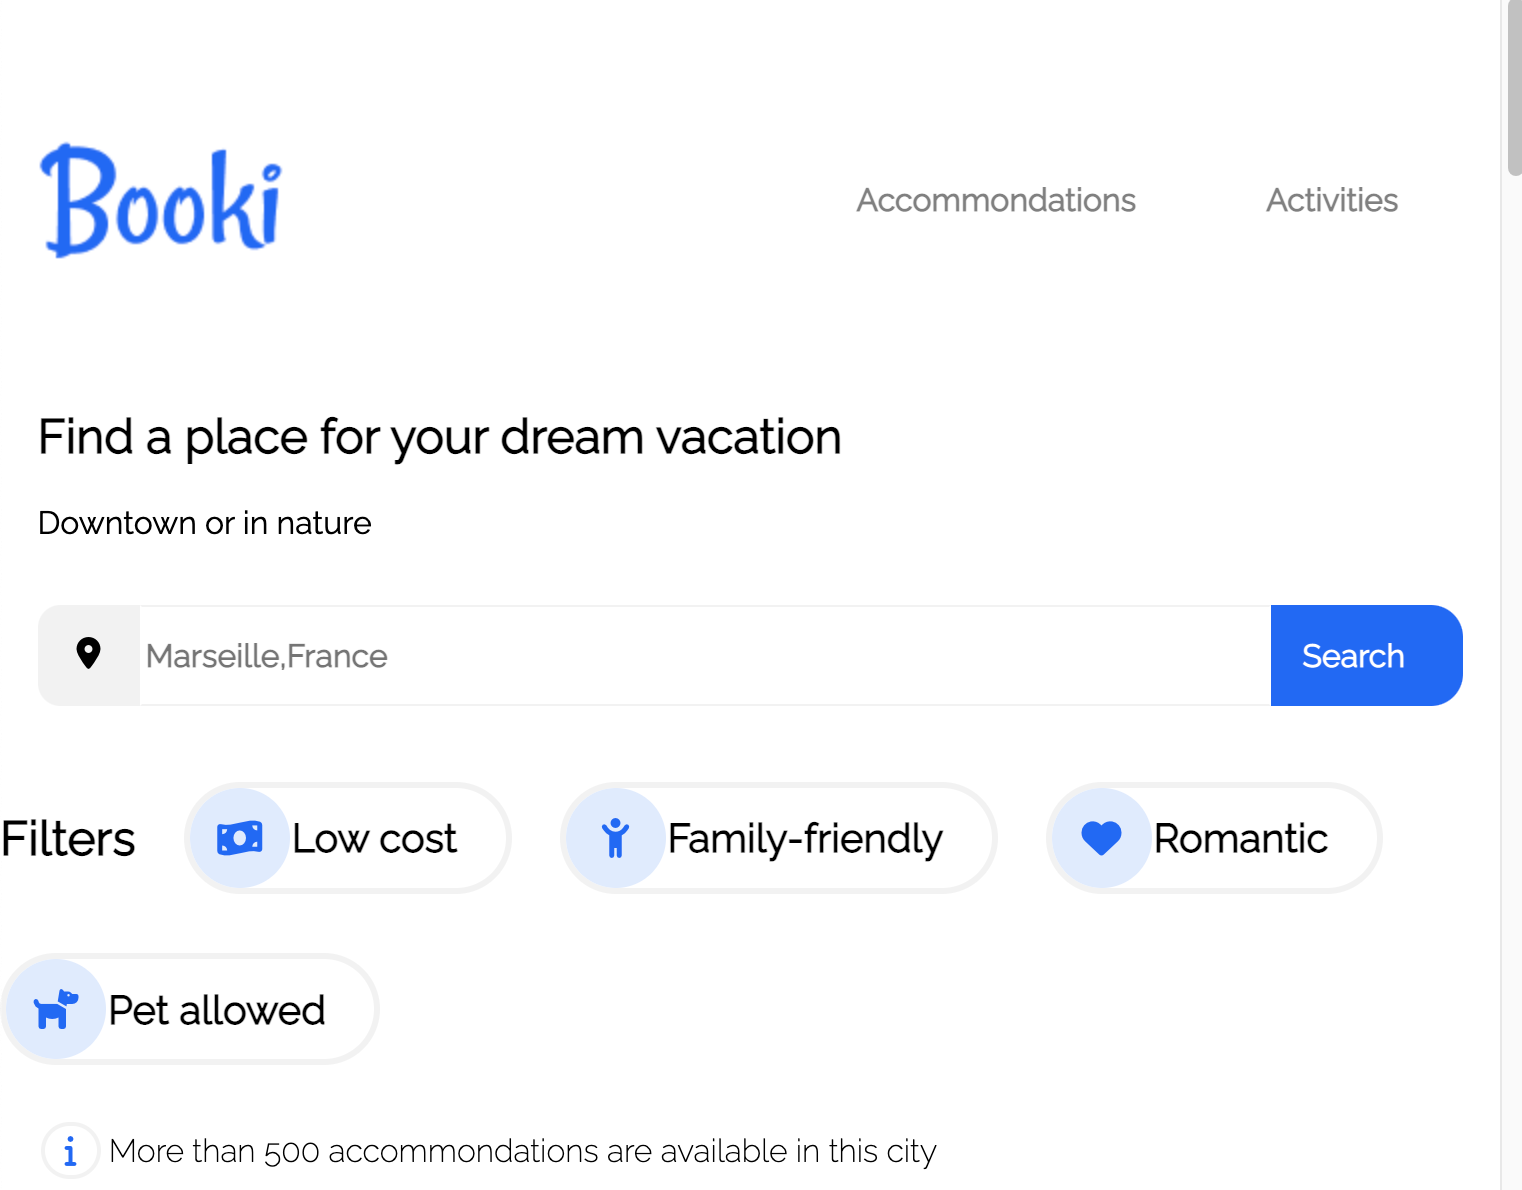 Booki
Accommondations Activities
Find a place for your dream vacation
Downtown or in nature
Marseille,France Search
Filters Low cost Family-friendly Romantic
Pet allowed
More than 500 accommondations are available in this city